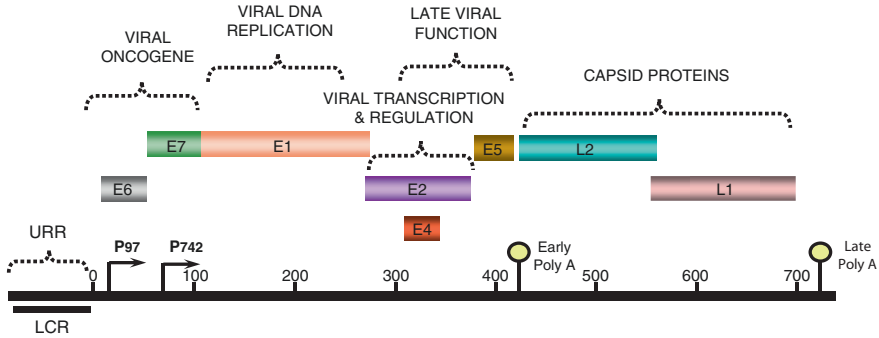 VIRAL
ONCOGENE
VIRAL DNA
REPLICATION
LATE VIRAL
FUNCTION
VIRAL TRANSCRIPTION
& REGULATION
CAPSID PROTEINS
E7
E1
E5
L2
E6
E2
L1
E4
URR
P97
P742
Early
Poly A
Late
Poly A
0
100
200
300
400
500
600
700
LCR